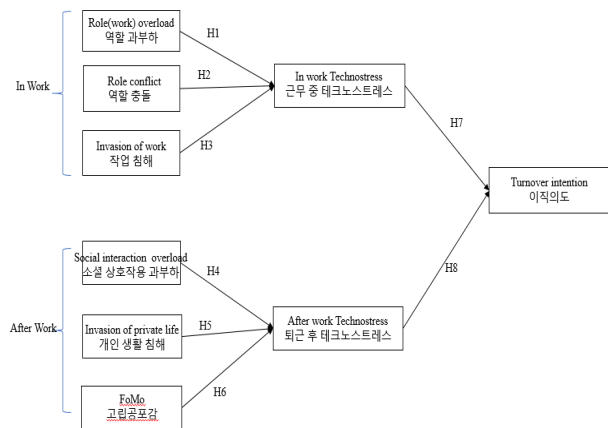 In Work
Role(work) overload
역할 과부하
H1
Role conflict
역할 충돌
H2
Invasion of work
작업 침해
H3
In work Technostress
근무 중 테크노스트레스
H7
Turnover intention
이직의도
After Work
Social interaction overload
소셜 상호작용 과부하
H4
Invasion of private life
개인 생활 침해
H5
FoMo
고립공포감
H6
After work Technostress
퇴근 후 테크노스트레스
H8